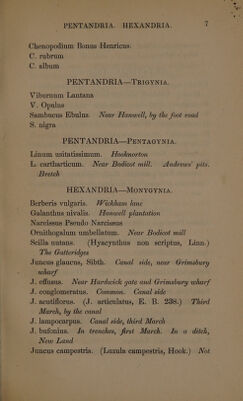 PENTANDRIA. HEXANDRIA. 7
Chenopodium Bonus Henricus.
C. rubrum
C. album
PENTANDRIA—TRIGYNIA.
Viburnum Lantana
V. Opulus
Sambucus Ebulus. Near Hanwell, by the foot road
S. nigra
PENTANDRIA—PENTAGYNIA.
Linum usitatissimum. Hooknorton
L. catharticum. Near Bodicot mill. Andrews' pits.
Bretch
HEXANDRIA—MONYGYNIA.
Berberis vulgaris. Wickham lane
Galanthus nivalis. Hanwell plantation
Narcissus Pseudo Narcissus
Ornithogalum umbellatum. Near Bodicot mill
Scilla nutans. (Hyacynthus non scriptus, Linn.)
The Gutteridges
Juncus glaucus, Sibth. Canal side, near Grimsbury
wharf
J. effusus. Near Hardwick gate and Grimsbury wharf
J. conglomeratus. Common. Canal side
J. acutiflorus. (J. articulatus, E. B. 238.) Third
March, by the canal
J. lampocarpus. Canal side, third March
J. bufonius. In trenches, first March. In a ditch,
New Land
Juncus campestris. (Luzula campestris, Hook.) Not